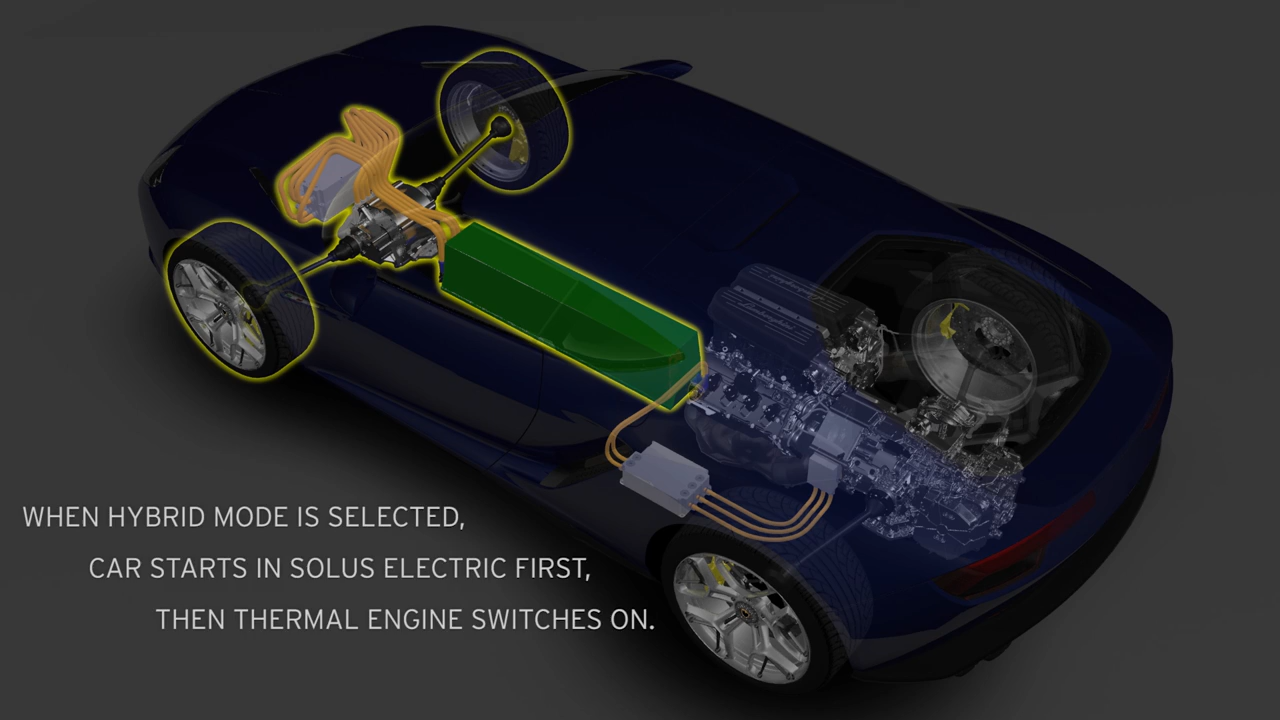 WHEN HYBRID MODE IS SELECTED,
CAR STARTS IN SOLUS ELECTRIC FIRST,
THEN THERMAL ENGINE SWITCHES ON.